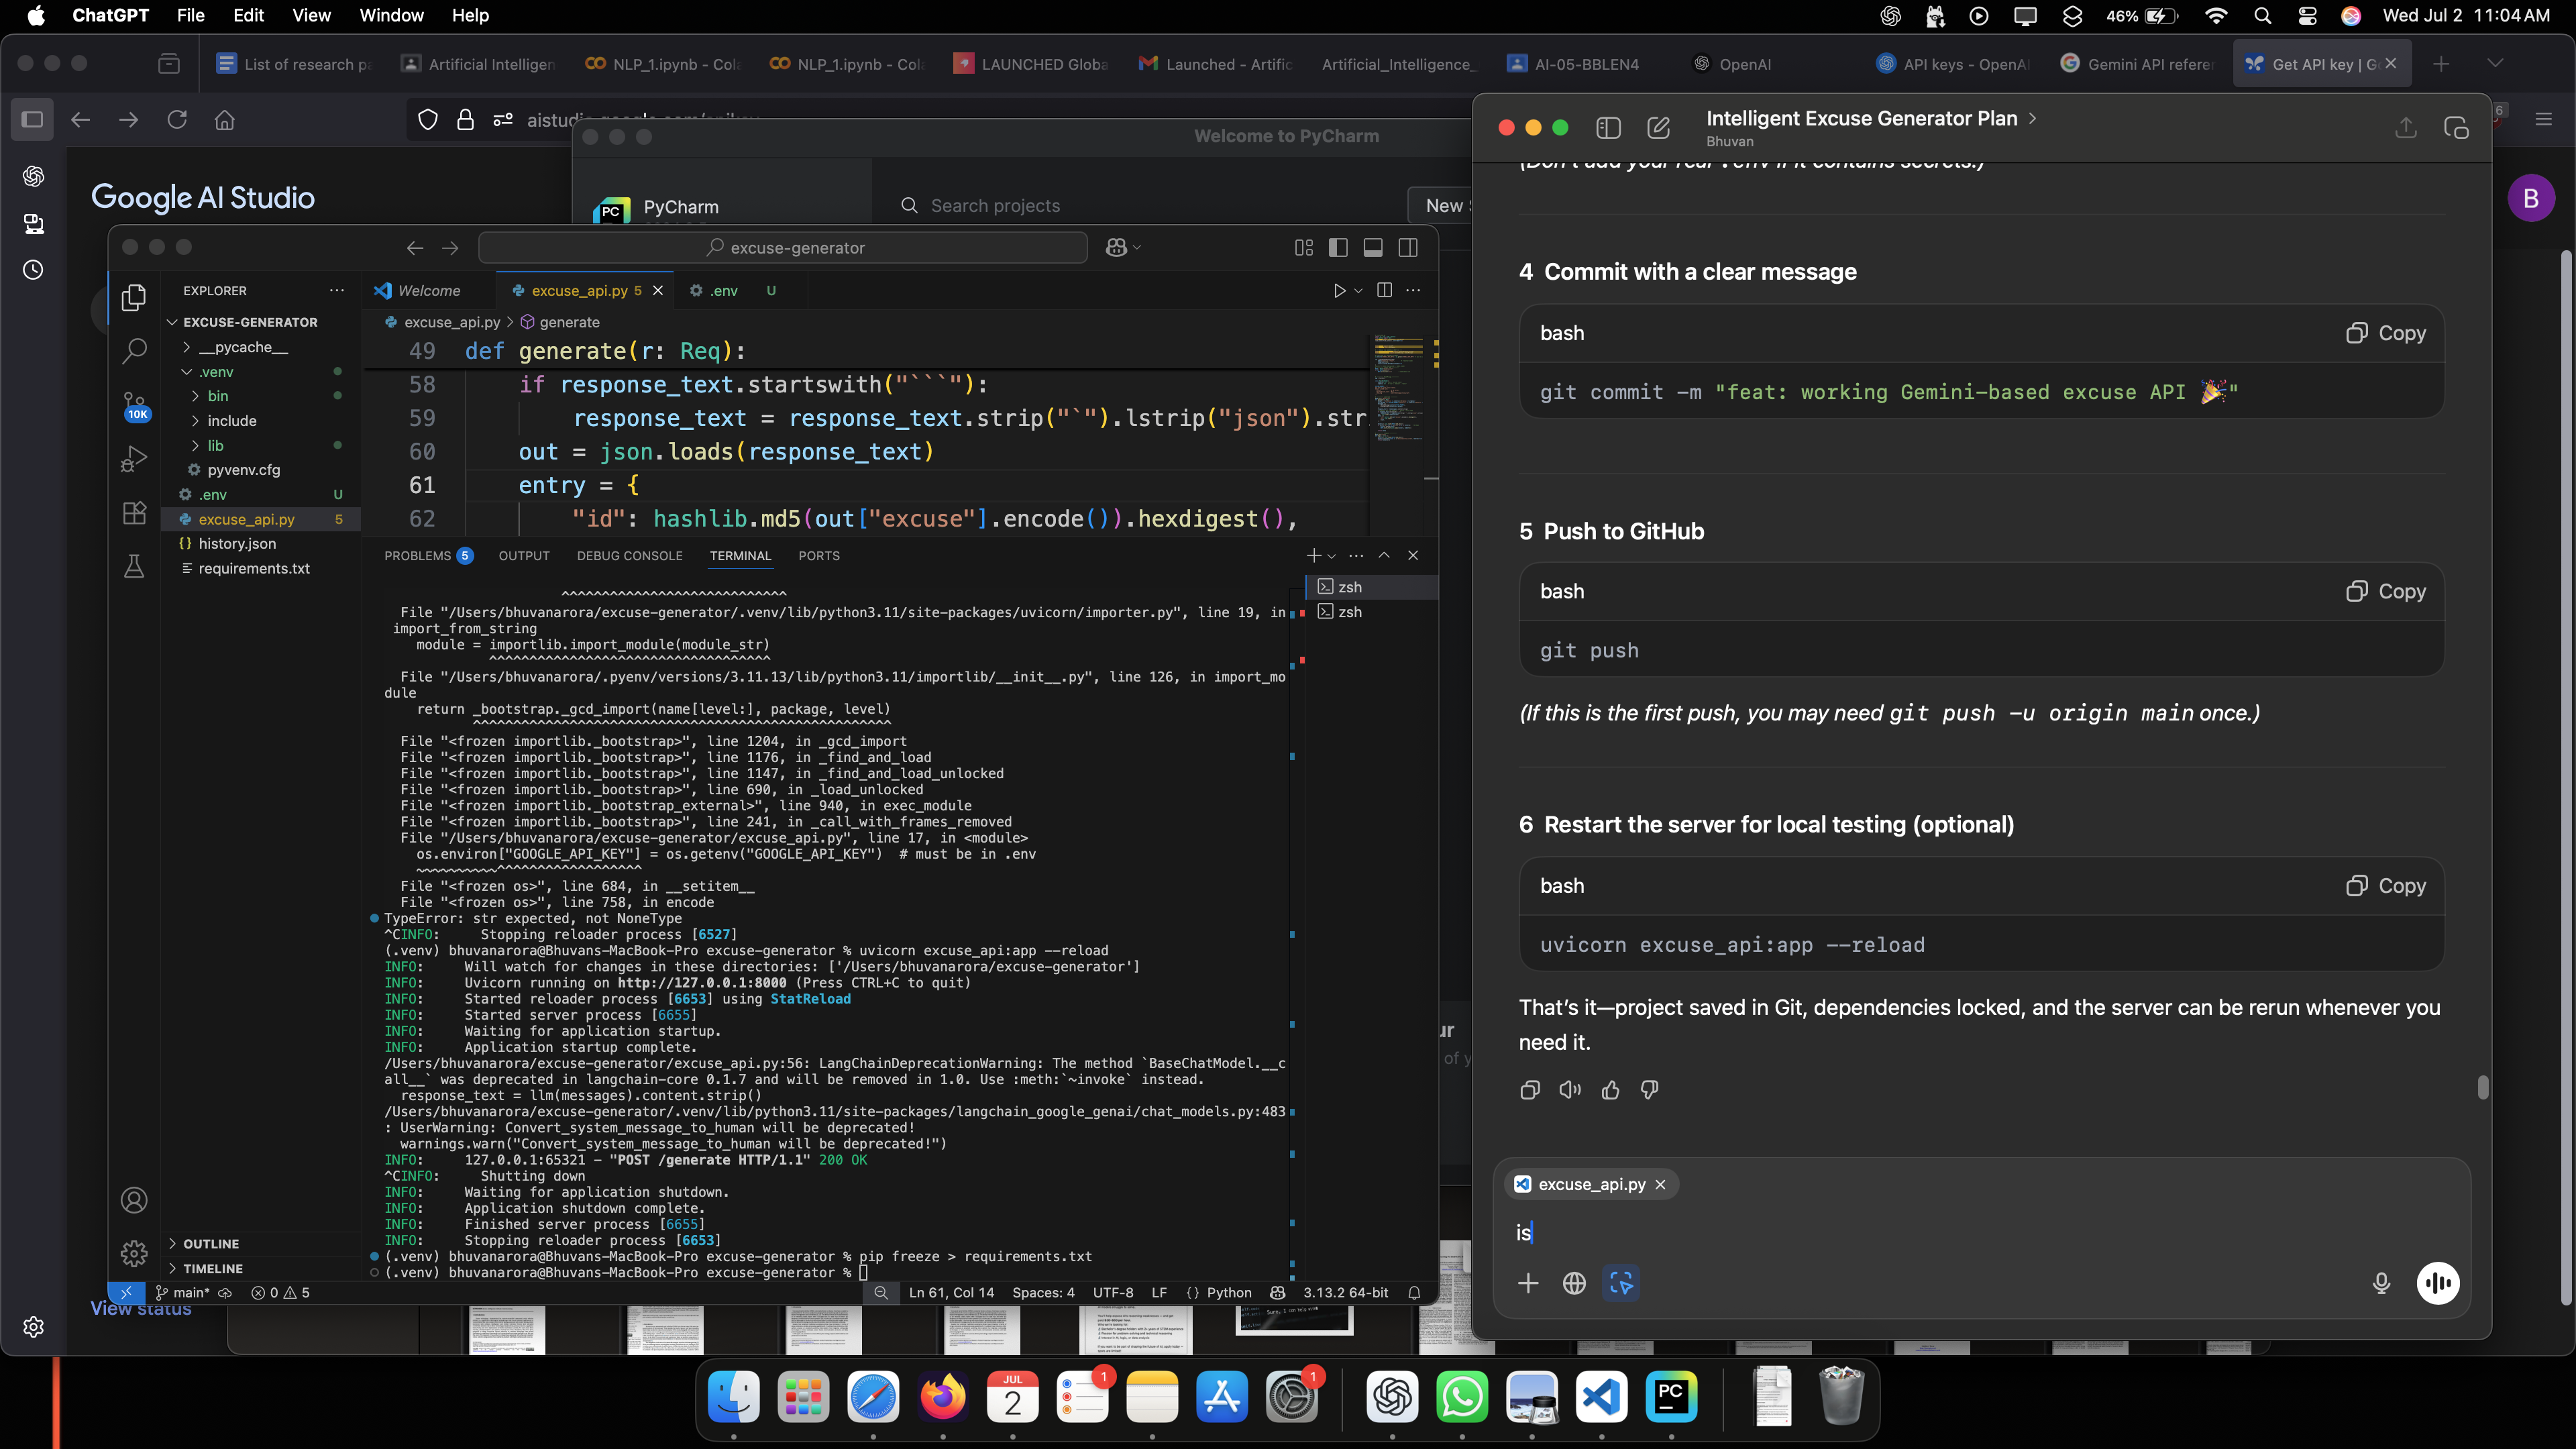 ChatGPT File Edit View Window Help
46% Wed Jul 2 11:04 AM
List of research pa
Artificial Intelligen
NLP_1.ipynb - Cola
NLP_1.ipynb - Cola
LAUNCHED Globa
Launched - Artific
Artificial_Intelligence_
AI-05-BBLEN4
OpenAI
API keys - OpenAI
Gemini API referen
Get API key | G
Google AI Studio
B
View status
Welcome to PyCharm
PC
PyCharm
Search projects
New
excuse-generator
EXPLORER
EXCUSE-GENERATOR
__pycache__
.venv
bin
include
lib
pyvenv.cfg
.env U
excuse_api.py 5
history.json
requirements.txt
OUTLINE
TIMELINE
10K
Welcome
excuse_api.py 5
.env U
excuse_api.py > generate
49 def generate(r: Req):
58 if response_text.startswith("```"):
59 response_text = response_text.strip("`").lstrip("json").str
60 out = json.loads(response_text)
61 entry = {
62 "id": hashlib.md5(out["excuse"].encode()).hexdigest(),
PROBLEMS 5 OUTPUT DEBUG CONSOLE TERMINAL PORTS
zsh
zsh
^^^^^^^^^^^^^^^^^^^^^^^^^^^^
File "/Users/bhuvanarora/excuse-generator/.venv/lib/python3.11/site-packages/uvicorn/importer.py", line 19, in
import_from_string
module = importlib.import_module(module_str)
^^^^^^^^^^^^^^^^^^^^^^^^^^^^^^^^^^^
File "/Users/bhuvanarora/.pyenv/versions/3.11.13/lib/python3.11/importlib/__init__.py", line 126, in import_mo
dule
return _bootstrap._gcd_import(name[level:], package, level)
^^^^^^^^^^^^^^^^^^^^^^^^^^^^^^^^^^^^^^^^^^^^^^^^^^^^
File "<frozen importlib._bootstrap>", line 1204, in _gcd_import
File "<frozen importlib._bootstrap>", line 1176, in _find_and_load
File "<frozen importlib._bootstrap>", line 1147, in _find_and_load_unlocked
File "<frozen importlib._bootstrap>", line 690, in _load_unlocked
File "<frozen importlib._bootstrap_external>", line 940, in exec_module
File "<frozen importlib._bootstrap>", line 241, in _call_with_frames_removed
File "/Users/bhuvanarora/excuse-generator/excuse_api.py", line 17, in <module>
os.environ["GOOGLE_API_KEY"] = os.getenv("GOOGLE_API_KEY")  # must be in .env
~~~~~~~~~~^^^^^^^^^^^^^^^^^^
File "<frozen os>", line 684, in __setitem__
File "<frozen os>", line 758, in encode
TypeError: str expected, not NoneType
^CINFO: Stopping reloader process [6527]
(.venv) bhuvanarora@Bhuvans-MacBook-Pro excuse-generator % uvicorn excuse_api:app --reload
INFO: Will watch for changes in these directories: ['/Users/bhuvanarora/excuse-generator']
INFO: Uvicorn running on http://127.0.0.1:8000 (Press CTRL+C to quit)
INFO: Started reloader process [6653] using StatReload
INFO: Started server process [6655]
INFO: Waiting for application startup.
INFO: Application startup complete.
/Users/bhuvanarora/excuse-generator/excuse_api.py:56: LangChainDeprecationWarning: The method `BaseChatModel.__c
all__` was deprecated in langchain-core 0.1.7 and will be removed in 1.0. Use :meth:`~invoke` instead.
response_text = llm(messages).content.strip()
/Users/bhuvanarora/excuse-generator/.venv/lib/python3.11/site-packages/langchain_google_genai/chat_models.py:483
: UserWarning: Convert_system_message_to_human will be deprecated!
warnings.warn("Convert_system_message_to_human will be deprecated!")
INFO: 127.0.0.1:65321 - "POST /generate HTTP/1.1" 200 OK
^CINFO: Shutting down
INFO: Waiting for application shutdown.
INFO: Application shutdown complete.
INFO: Finished server process [6655]
INFO: Stopping reloader process [6653]
(.venv) bhuvanarora@Bhuvans-MacBook-Pro excuse-generator % pip freeze > requirements.txt
(.venv) bhuvanarora@Bhuvans-MacBook-Pro excuse-generator %
main* 0 5 Ln 61, Col 14 Spaces: 4 UTF-8 LF {} Python 3.13.2 64-bit
Intelligent Excuse Generator Plan >
Bhuvan
(Don't add your real .env if it contains secrets.)
4 Commit with a clear message
bash Copy
git commit -m "feat: working Gemini-based excuse API 🎉"
5 Push to GitHub
bash Copy
git push
(If this is the first push, you may need git push -u origin main once.)
6 Restart the server for local testing (optional)
bash Copy
uvicorn excuse_api:app --reload
That's it—project saved in Git, dependencies locked, and the server can be rerun whenever you
need it.
excuse_api.py
is
6
ur
of y
JUL
2
1
1
PC